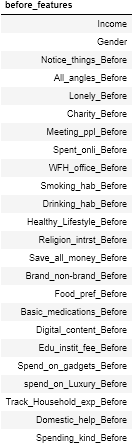 before_features
Income
Gender
Notice_things_Before
All_angles_Before
Lonely_Before
Charity_Before
Meeting_ppl_Before
Spent_onli_Before
WFH_office_Before
Smoking_hab_Before
Drinking_hab_Before
Healthy_Lifestyle_Before
Religion_intrst_Before
Save_all_money_Before
Brand_non-brand_Before
Food_pref_Before
Basic_medications_Before
Digital_content_Before
Edu_instit_fee_Before
Spend_on_gadgets_Before
spend_on_Luxury_Before
Track_Household_exp_Before
Domestic_help_Before
Spending_kind_Before